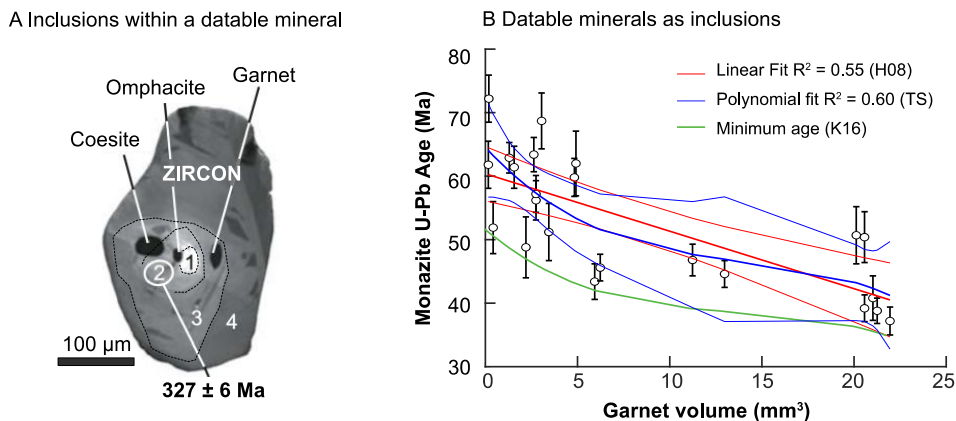 A Inclusions within a datable mineral
Omphacite
Garnet
Coesite
ZIRCON
1
2
3
4
100 µm
327 ± 6 Ma
B Datable minerals as inclusions
Monazite U-Pb Age (Ma)
80
70
60
50
40
30
Linear Fit R² = 0.55 (H08)
Polynomial fit R² = 0.60 (TS)
Minimum age (K16)
0 5 10 15 20 25
Garnet volume (mm³)